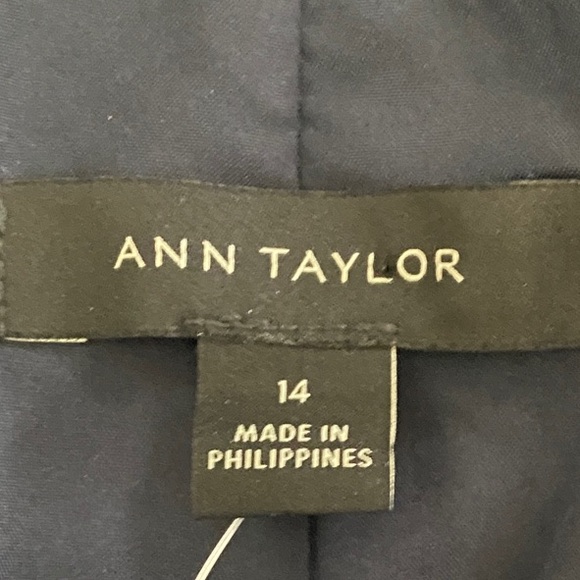 ANN TAYLOR
14
MADE IN
PHILIPPINES